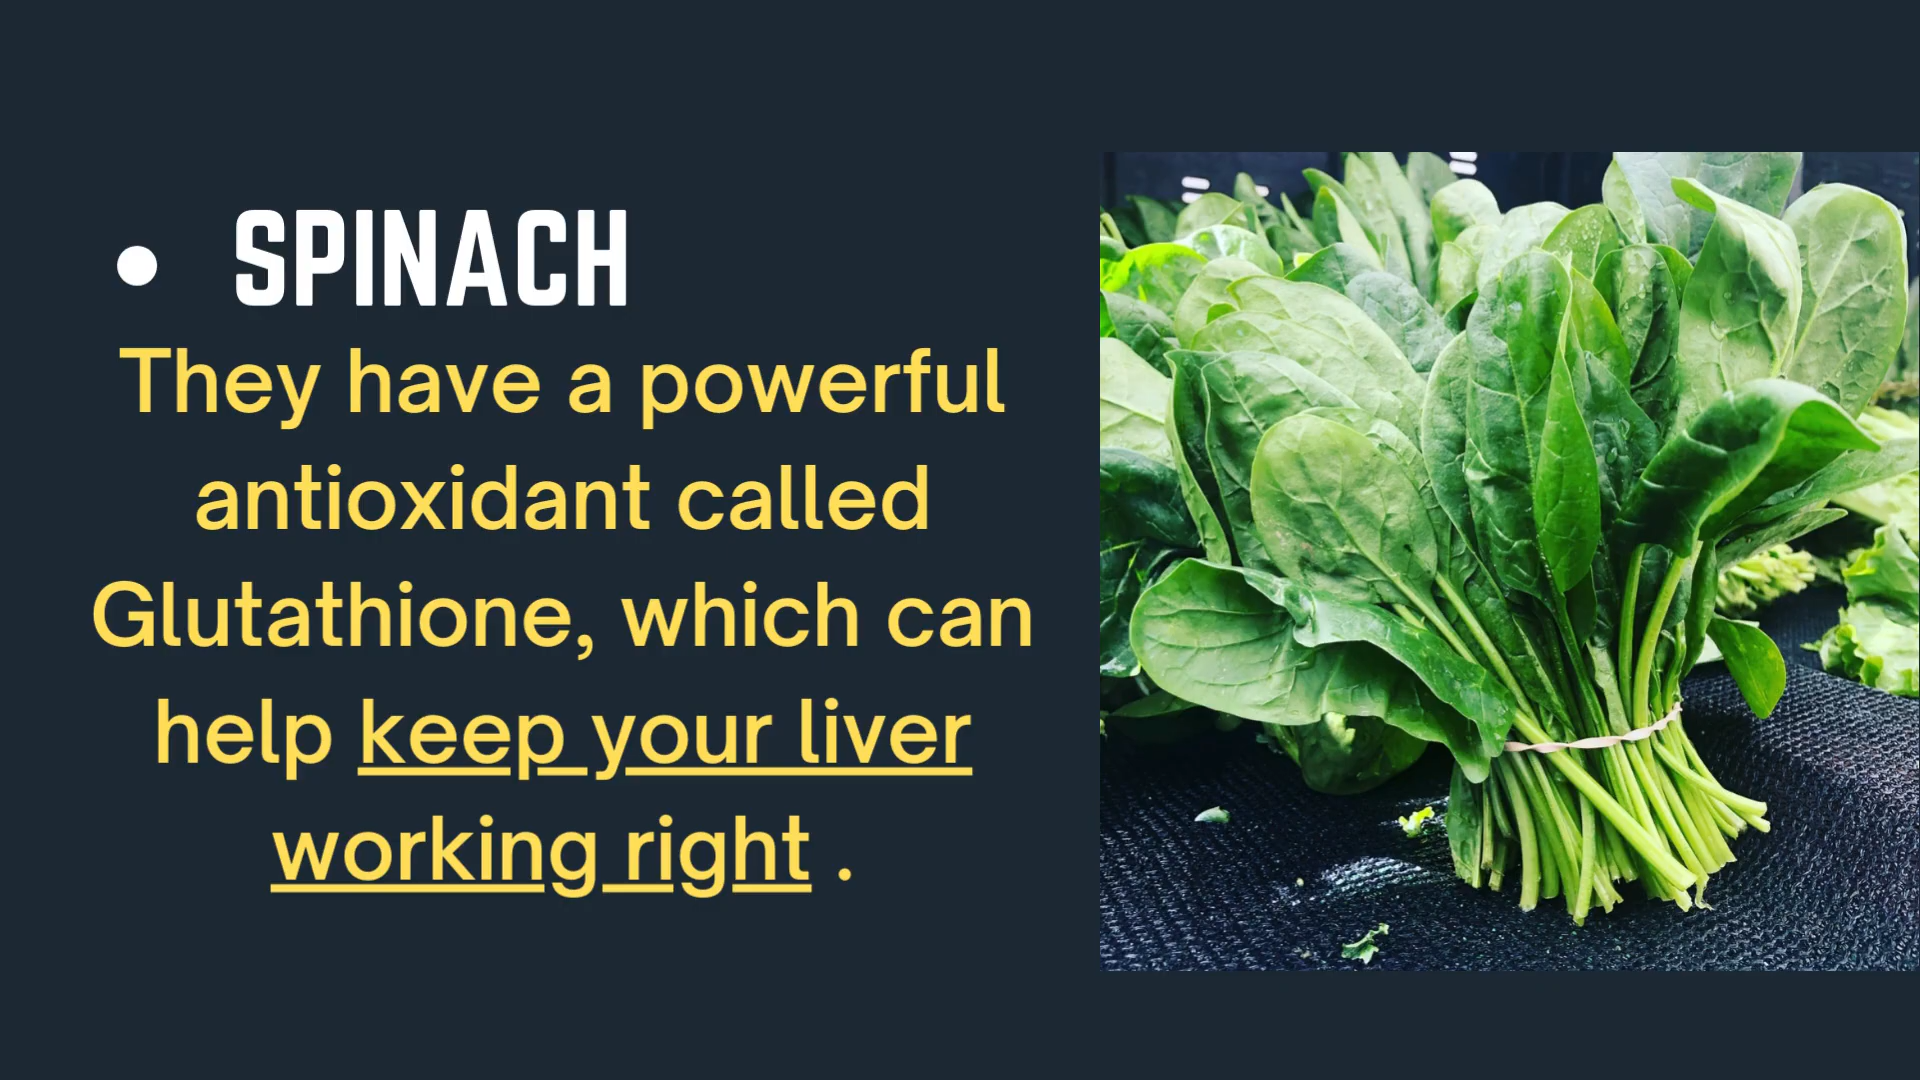 • SPINACH
They have a powerful
antioxidant called
Glutathione, which can
help keep your liver
working right .